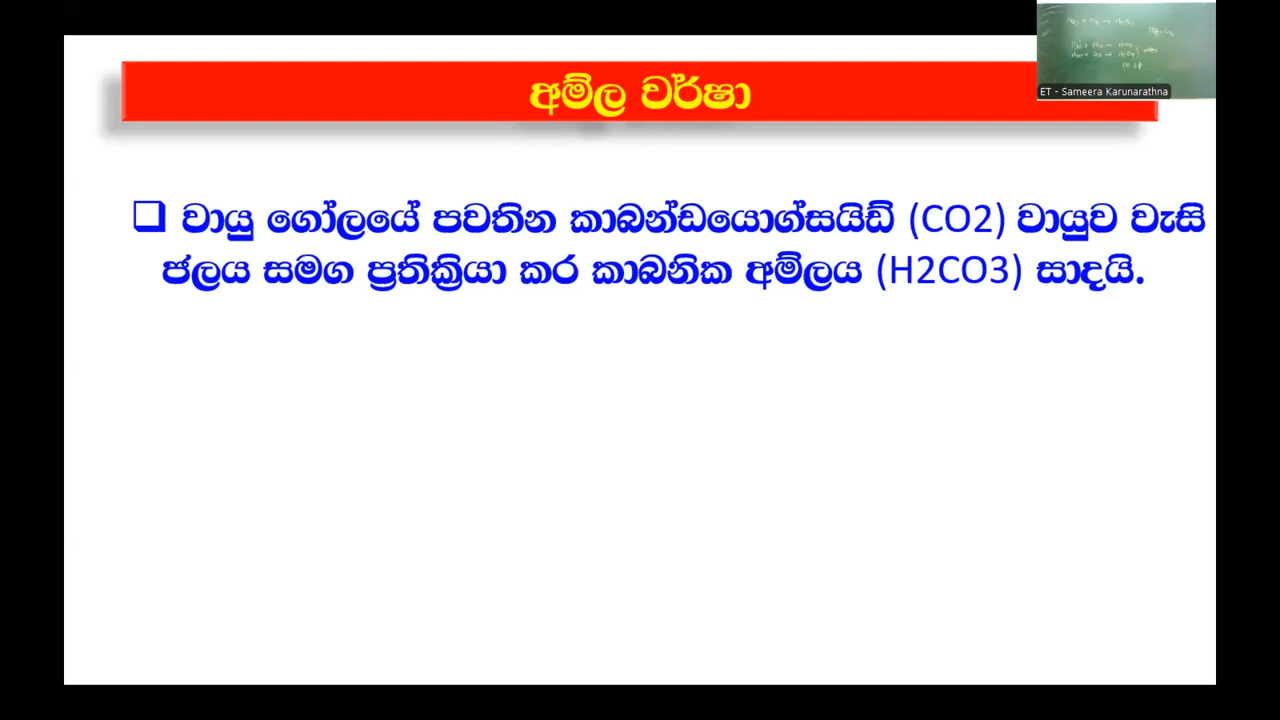 අම්ල වර්ෂා
ET - Sameera Karunarathna
❑ වායු ගෝලයේ පවතින කාබන්ඩයොග්සයිඩ් (CO2) වායුව වැසි
ජලය සමග ප්‍රතික්‍රියා කර කාබනික අම්ලය (H2CO3) සාදයි.